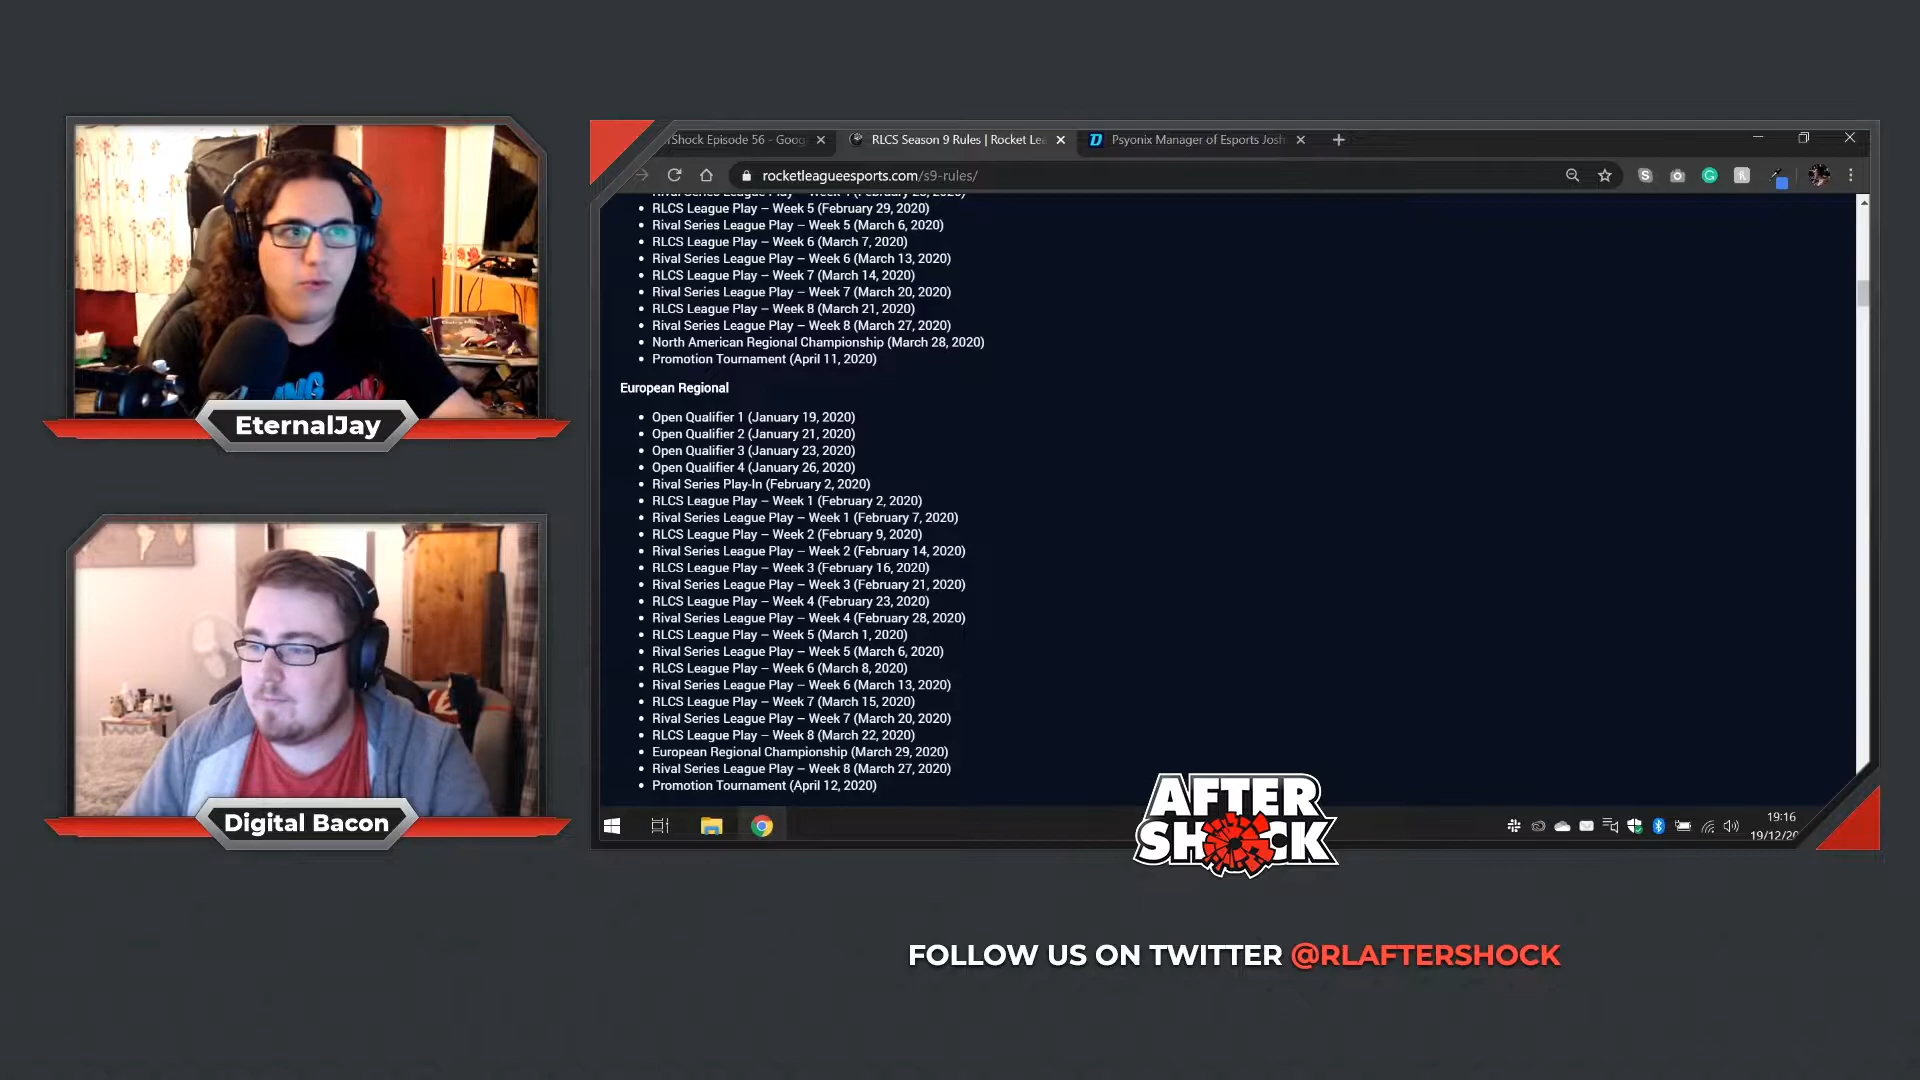 rShock Episode 56 - Goog
RLCS Season 9 Rules | Rocket Lea
Psyonix Manager of Esports Josh
rocketleagueesports.com/s9-rules/
RLCS League Play – Week 5 (February 29, 2020)
Rival Series League Play – Week 5 (March 6, 2020)
RLCS League Play – Week 6 (March 7, 2020)
Rival Series League Play – Week 6 (March 13, 2020)
RLCS League Play – Week 7 (March 14, 2020)
Rival Series League Play – Week 7 (March 20, 2020)
RLCS League Play – Week 8 (March 21, 2020)
Rival Series League Play – Week 8 (March 27, 2020)
North American Regional Championship (March 28, 2020)
Promotion Tournament (April 11, 2020)
European Regional
Open Qualifier 1 (January 19, 2020)
Open Qualifier 2 (January 21, 2020)
Open Qualifier 3 (January 23, 2020)
Open Qualifier 4 (January 26, 2020)
Rival Series Play-In (February 2, 2020)
RLCS League Play – Week 1 (February 2, 2020)
Rival Series League Play – Week 1 (February 7, 2020)
RLCS League Play – Week 2 (February 9, 2020)
Rival Series League Play – Week 2 (February 14, 2020)
RLCS League Play – Week 3 (February 16, 2020)
Rival Series League Play – Week 3 (February 21, 2020)
RLCS League Play – Week 4 (February 23, 2020)
Rival Series League Play – Week 4 (February 28, 2020)
RLCS League Play – Week 5 (March 1, 2020)
Rival Series League Play – Week 5 (March 6, 2020)
RLCS League Play – Week 6 (March 8, 2020)
Rival Series League Play – Week 6 (March 13, 2020)
RLCS League Play – Week 7 (March 15, 2020)
Rival Series League Play – Week 7 (March 20, 2020)
RLCS League Play – Week 8 (March 22, 2020)
European Regional Championship (March 29, 2020)
Rival Series League Play – Week 8 (March 27, 2020)
Promotion Tournament (April 12, 2020)
19:16
19/12/20
EternalJay
Digital Bacon
AFTER
SHOCK
FOLLOW US ON TWITTER @RLAFTERSHOCK